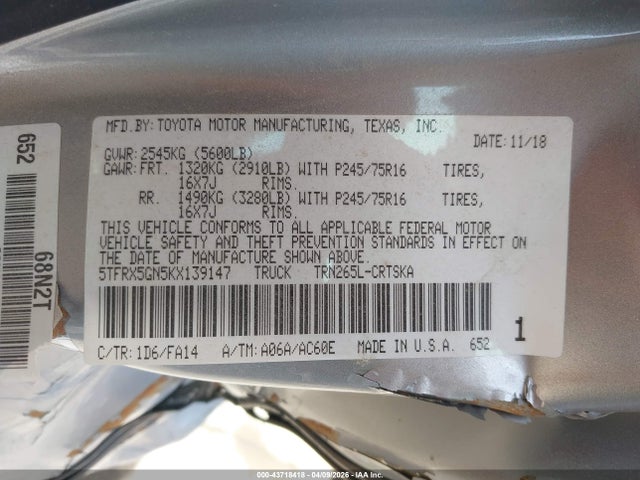 MFD.BY:TOYOTA MOTOR MANUFACTURING, TEXAS, INC.
DATE:11/18
GVWR:2545KG (5600LB)
GAWR:FRT. 1320KG (2910LB) WITH P245/75R16 TIRES,
16X7J RIMS.
RR. 1490KG (3280LB) WITH P245/75R16 TIRES,
16X7J RIMS.
THIS VEHICLE CONFORMS TO ALL APPLICABLE FEDERAL MOTOR
VEHICLE SAFETY AND THEFT PREVENTION STANDARDS IN EFFECT ON
THE DATE OF MANUFACTURE SHOWN ABOVE.
5TFRX5GN5KX139147 TRUCK TRN265L-CRTSKA
C/TR:1D6/FA14 A/TM:A06A/AC60E MADE IN U.S.A. 652
1
652
68N2T
000-43718418 - 04/09/2026 - IAA Inc.